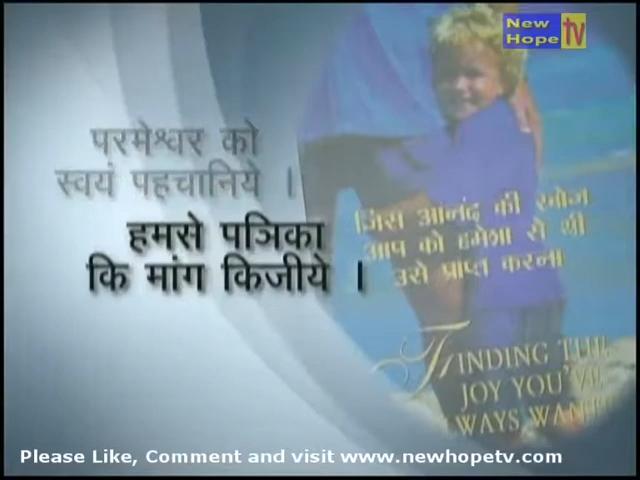 New
Hope
tv
परमेश्वर को
स्वयं पहचानिये ।
हमसे पत्रिका
कि मांग किजीये ।
जिस आनंद की खोज
आप को हमेशा से थी
उसे प्राप्त करना
FINDING THE
JOY YOU'VE
ALWAYS WANTED
Please Like, Comment and visit www.newhopetv.com